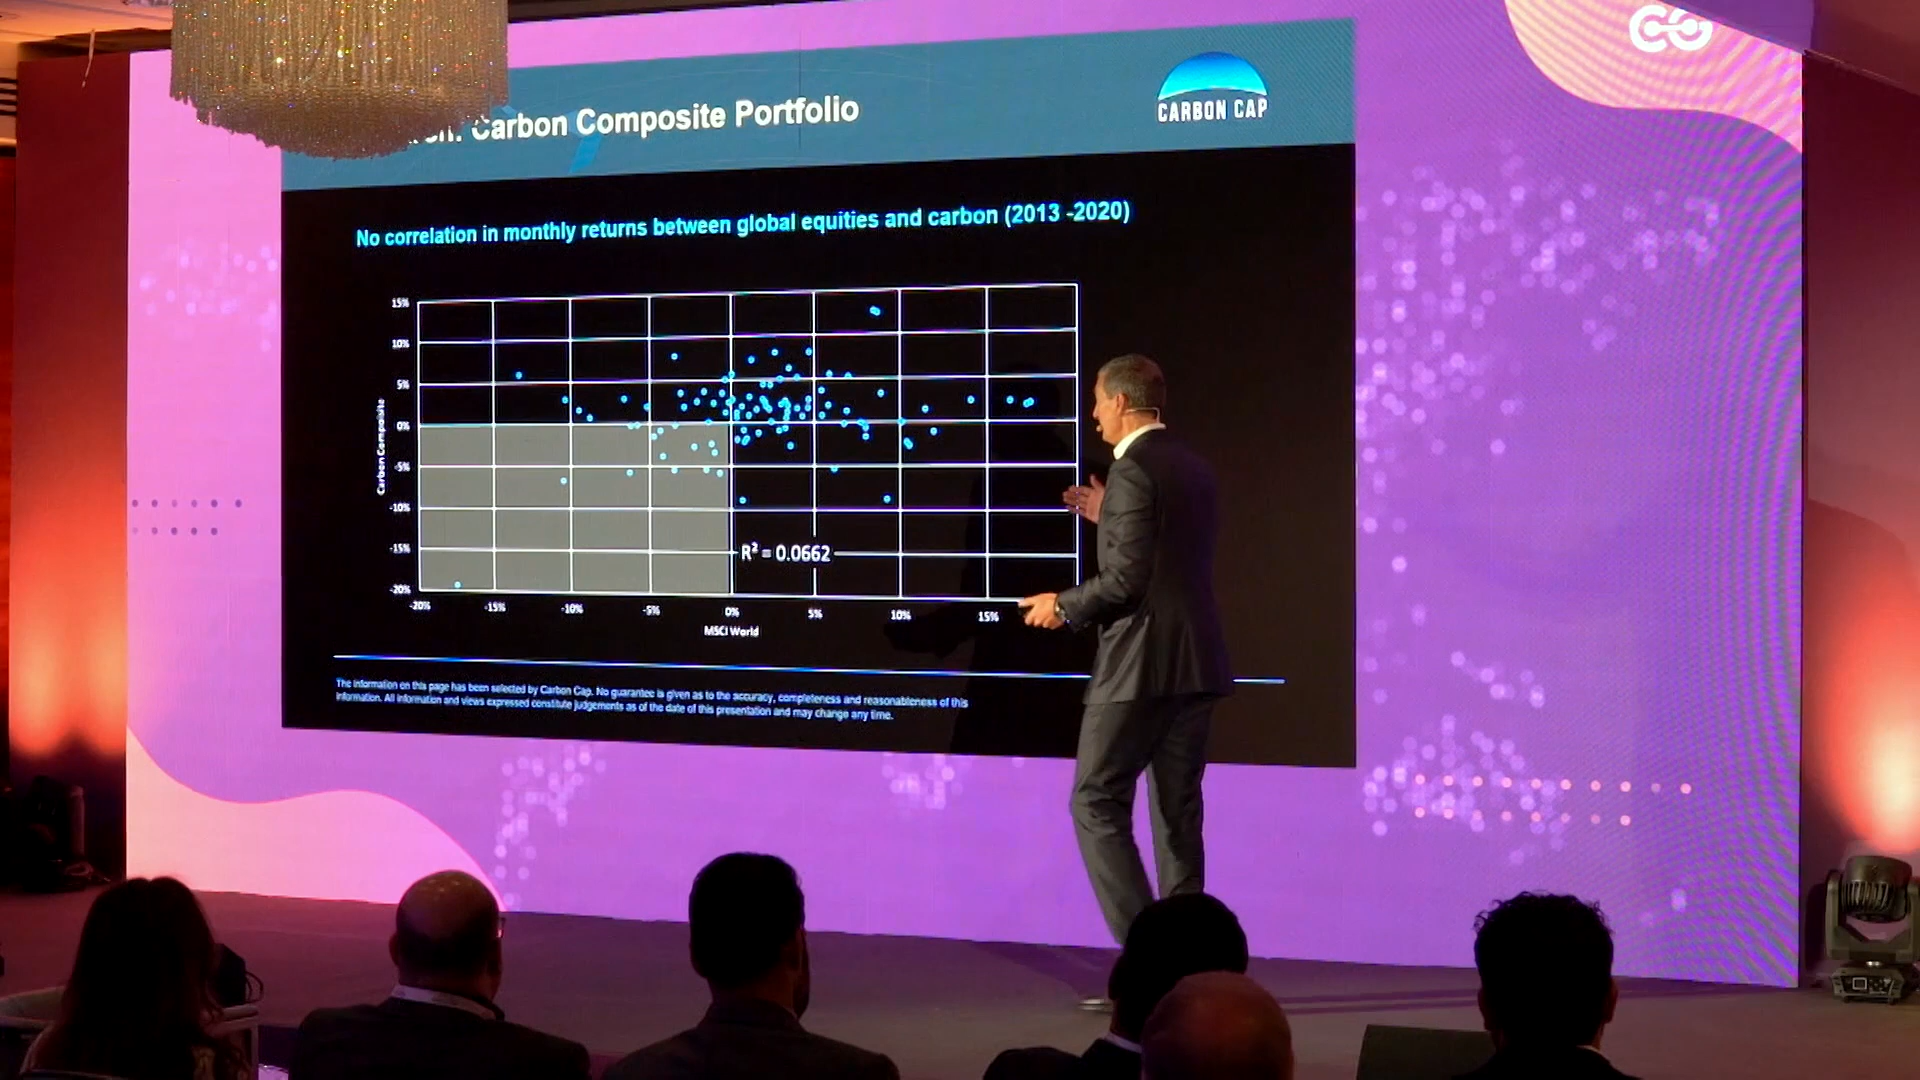 Carbon Composite Portfolio
CARBON CAP
No correlation in monthly returns between global equities and carbon (2013 -2020)
15%
10%
5%
0%
-5%
-10%
-15%
-20%
Carbon Composite
R² = 0.0662
-20%
-15%
-10%
-5%
0%
5%
10%
15%
MSCI World
The information on this page has been selected by Carbon Cap. No guarantee is given as to the accuracy, completeness and reasonableness of this
information. All information and views expressed constitute judgements as of the date of this presentation and may change any time.